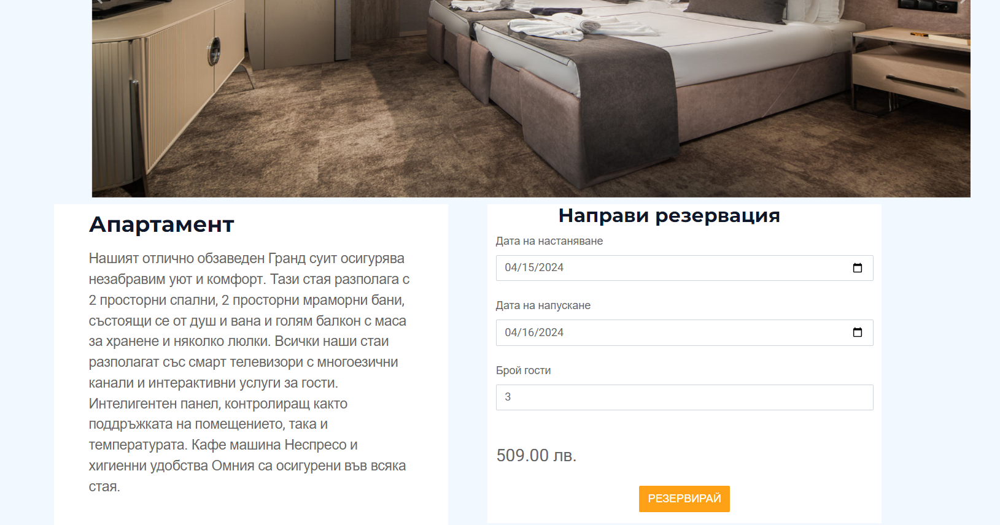 Апартамент
Нашият отлично обзаведен Гранд суит осигурява
незабравим уют и комфорт. Тази стая разполага с
2 просторни спални, 2 просторни мраморни бани,
състоящи се от душ и вана и голям балкон с маса
за хранене и няколко люлки. Всички наши стаи
разполагат със смарт телевизори с многоезични
канали и интерактивни услуги за гости.
Интелигентен панел, контролиращ както
поддръжката на помещението, така и
температурата. Кафе машина Неспресо и
хигиенни удобства Омния са осигурени във всяка
стая.
Направи резервация
Дата на настаняване
04/15/2024
Дата на напускане
04/16/2024
Брой гости
3
509.00 лв.
РЕЗЕРВИРАЙ